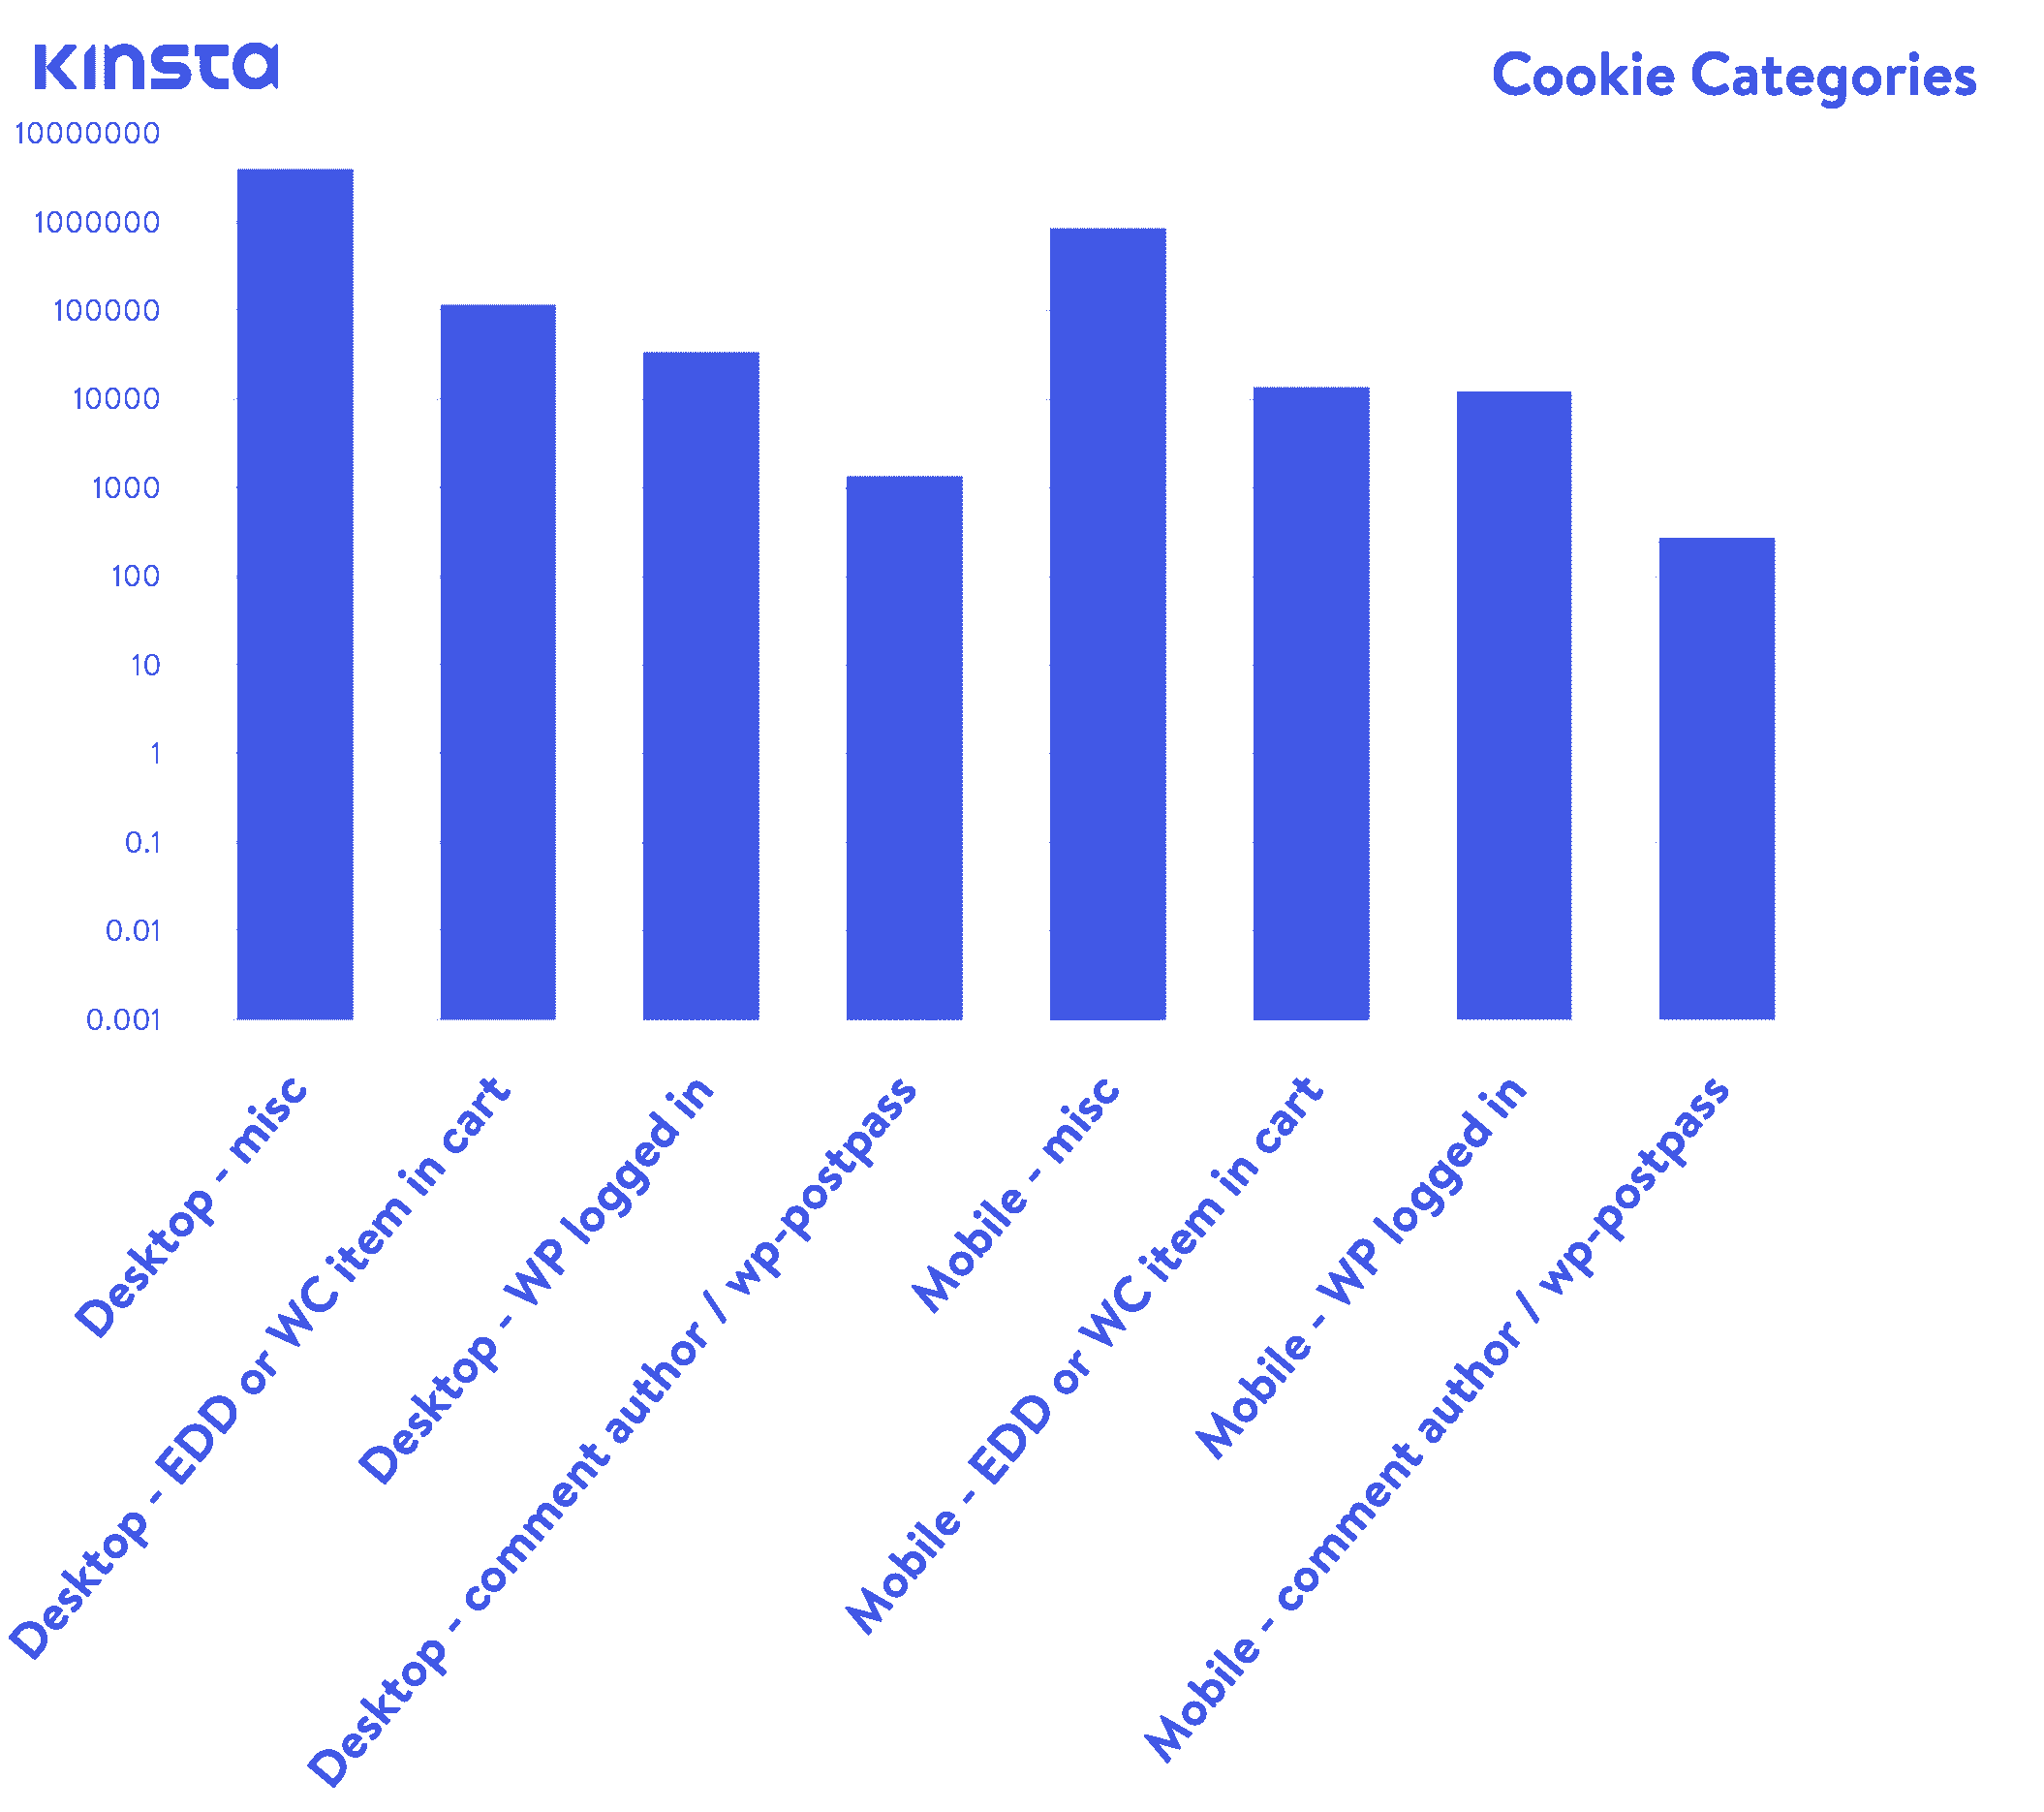 Kinsta
Cookie Categories
10000000
1000000
100000
10000
1000
100
10
1
0.1
0.01
0.001
Desktop - misc
Desktop - EDD or WC item in cart
Desktop - WP logged in
Desktop - comment author / wp-postpass
Mobile - misc
Mobile - EDD or WC item in cart
Mobile - WP logged in
Mobile - comment author / wp-postpass